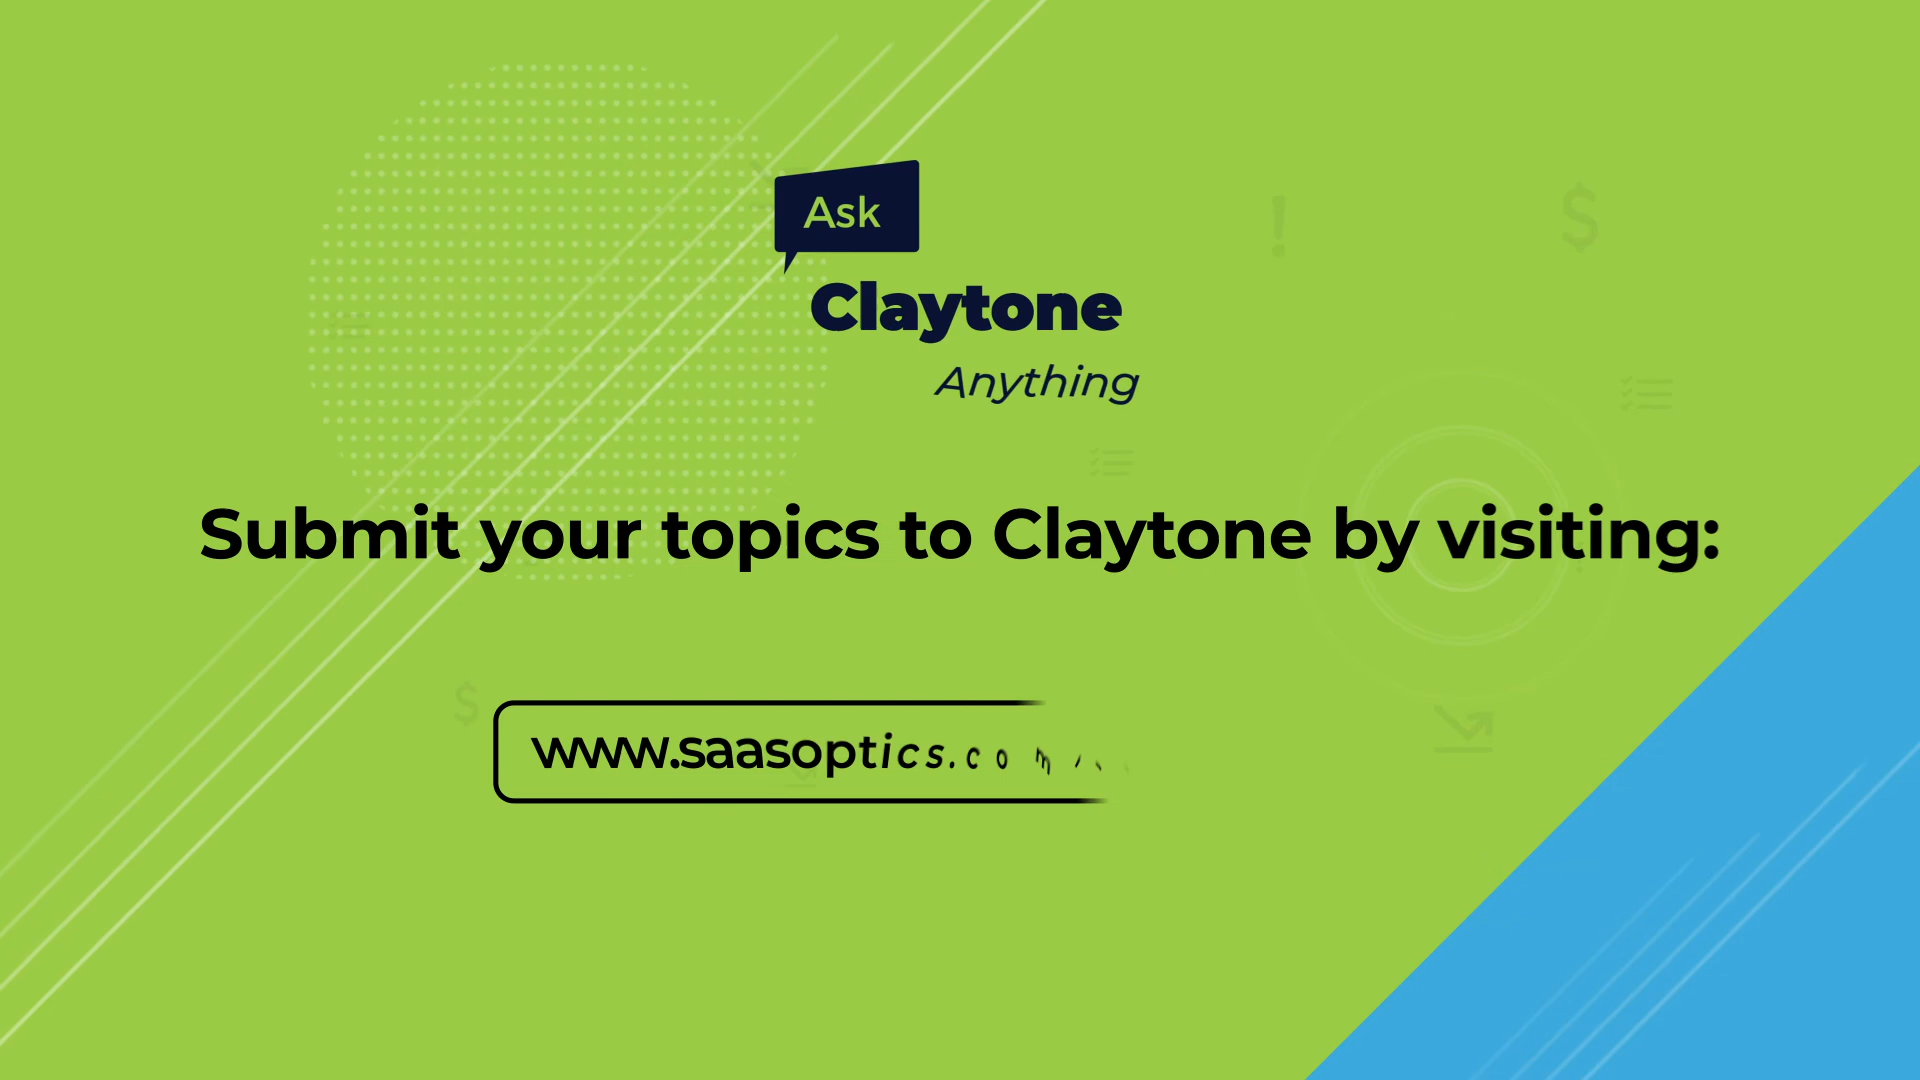 Ask
Claytone
Anything
Submit your topics to Claytone by visiting:
www.saasoptics.com/